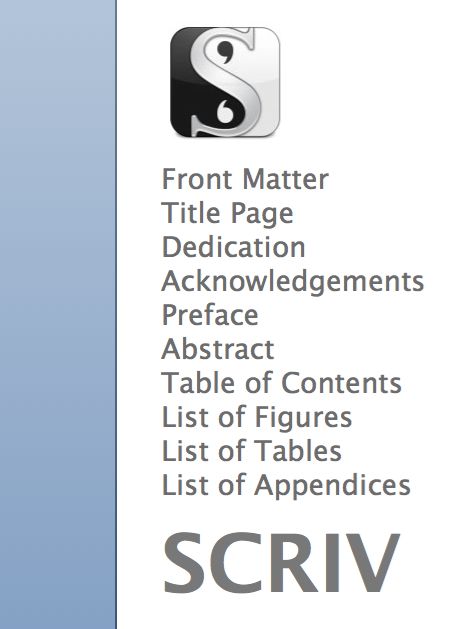 Front Matter
Title Page
Dedication
Acknowledgements
Preface
Abstract
Table of Contents
List of Figures
List of Tables
List of Appendices
SCRIV